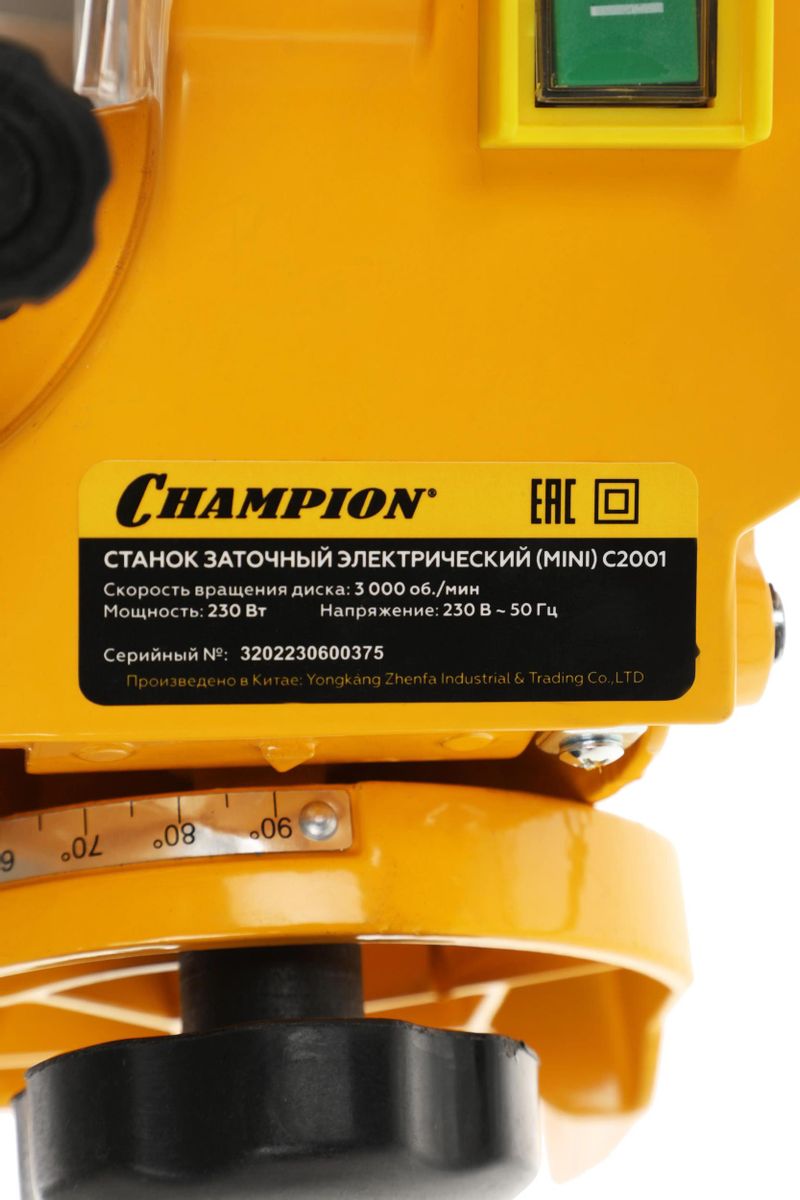 CHAMPION® EAC
СТАНОК ЗАТОЧНЫЙ ЭЛЕКТРИЧЕСКИЙ (MINI) C2001
Скорость вращения диска: 3 000 об./мин
Мощность: 230 Вт Напряжение: 230 В ~ 50 Гц
Серийный №: 3202230600375
Произведено в Китае: Yongkang Zhenfa Industrial & Trading Co.,LTD
70° 80° 90°